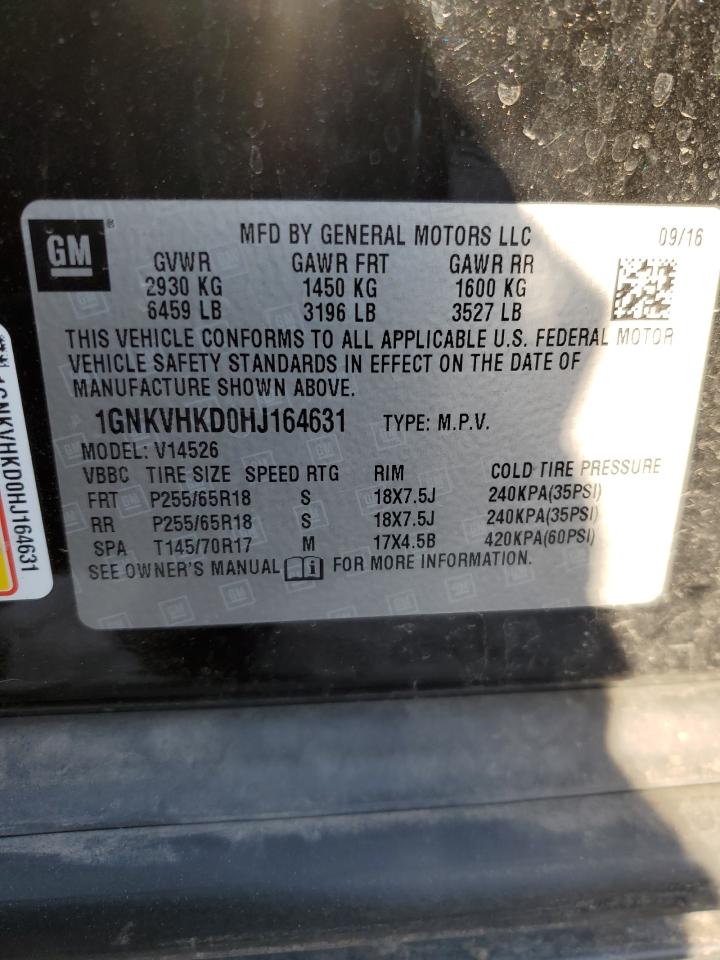 GM
MFD BY GENERAL MOTORS LLC 09/16
GVWR GAWR FRT GAWR RR
2930 KG 1450 KG 1600 KG
6459 LB 3196 LB 3527 LB
THIS VEHICLE CONFORMS TO ALL APPLICABLE U.S. FEDERAL MOTOR
VEHICLE SAFETY STANDARDS IN EFFECT ON THE DATE OF
MANUFACTURE SHOWN ABOVE.
1GNKVHKD0HJ164631 TYPE: M.P.V.
MODEL: V14526
VBBC TIRE SIZE SPEED RTG RIM COLD TIRE PRESSURE
FRT P255/65R18 S 18X7.5J 240KPA(35PSI)
RR P255/65R18 S 18X7.5J 240KPA(35PSI)
SPA T145/70R17 M 17X4.5B 420KPA(60PSI)
SEE OWNER'S MANUAL i FOR MORE INFORMATION.
1GNKVHKD0HJ164631